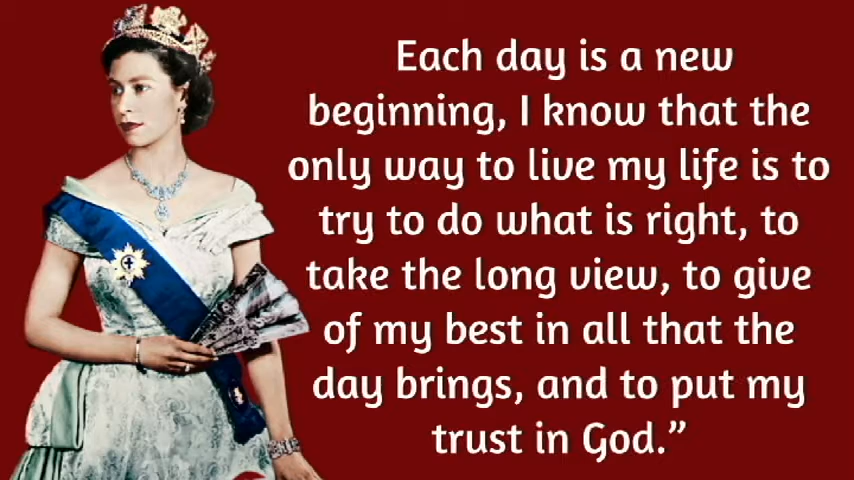 Each day is a new
beginning, I know that the
only way to live my life is to
try to do what is right, to
take the long view, to give
of my best in all that the
day brings, and to put my
trust in God.”